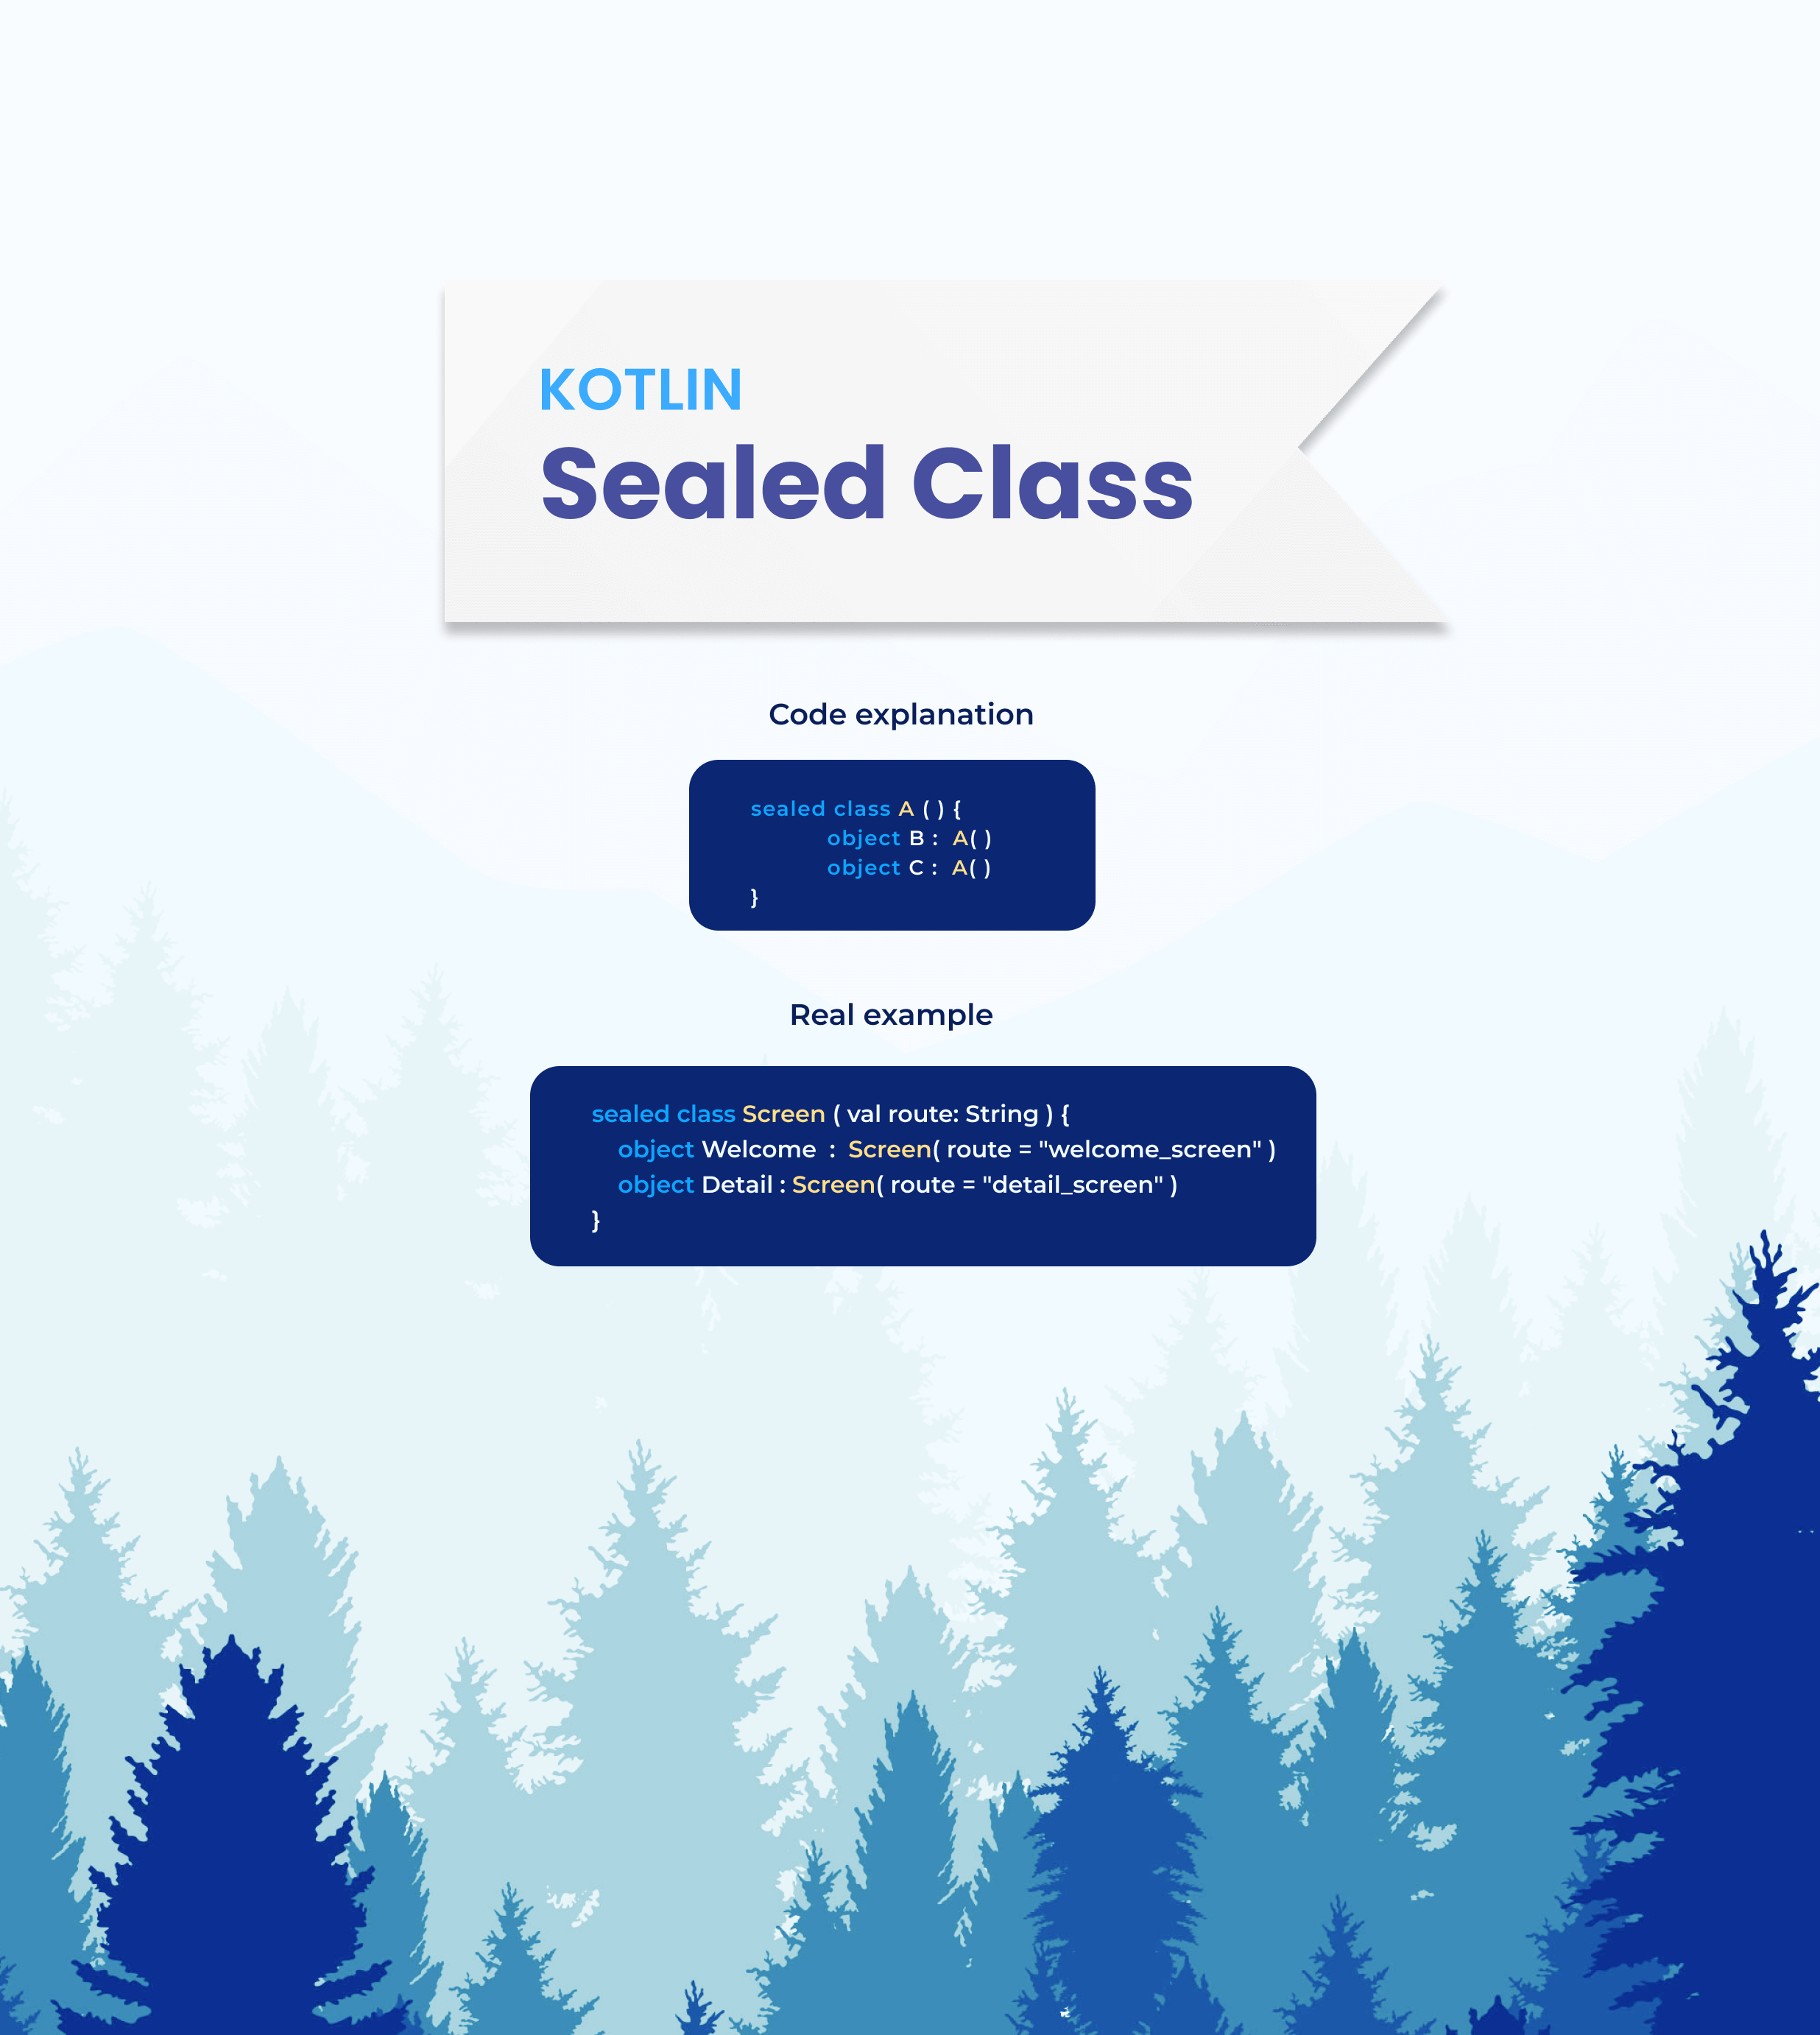 KOTLIN
Sealed Class
Code explanation
sealed class A ( ) {
object B :  A( )
object C :  A( )
}
Real example
sealed class Screen ( val route: String ) {
object Welcome  :  Screen( route = "welcome_screen" )
object Detail : Screen( route = "detail_screen" )
}